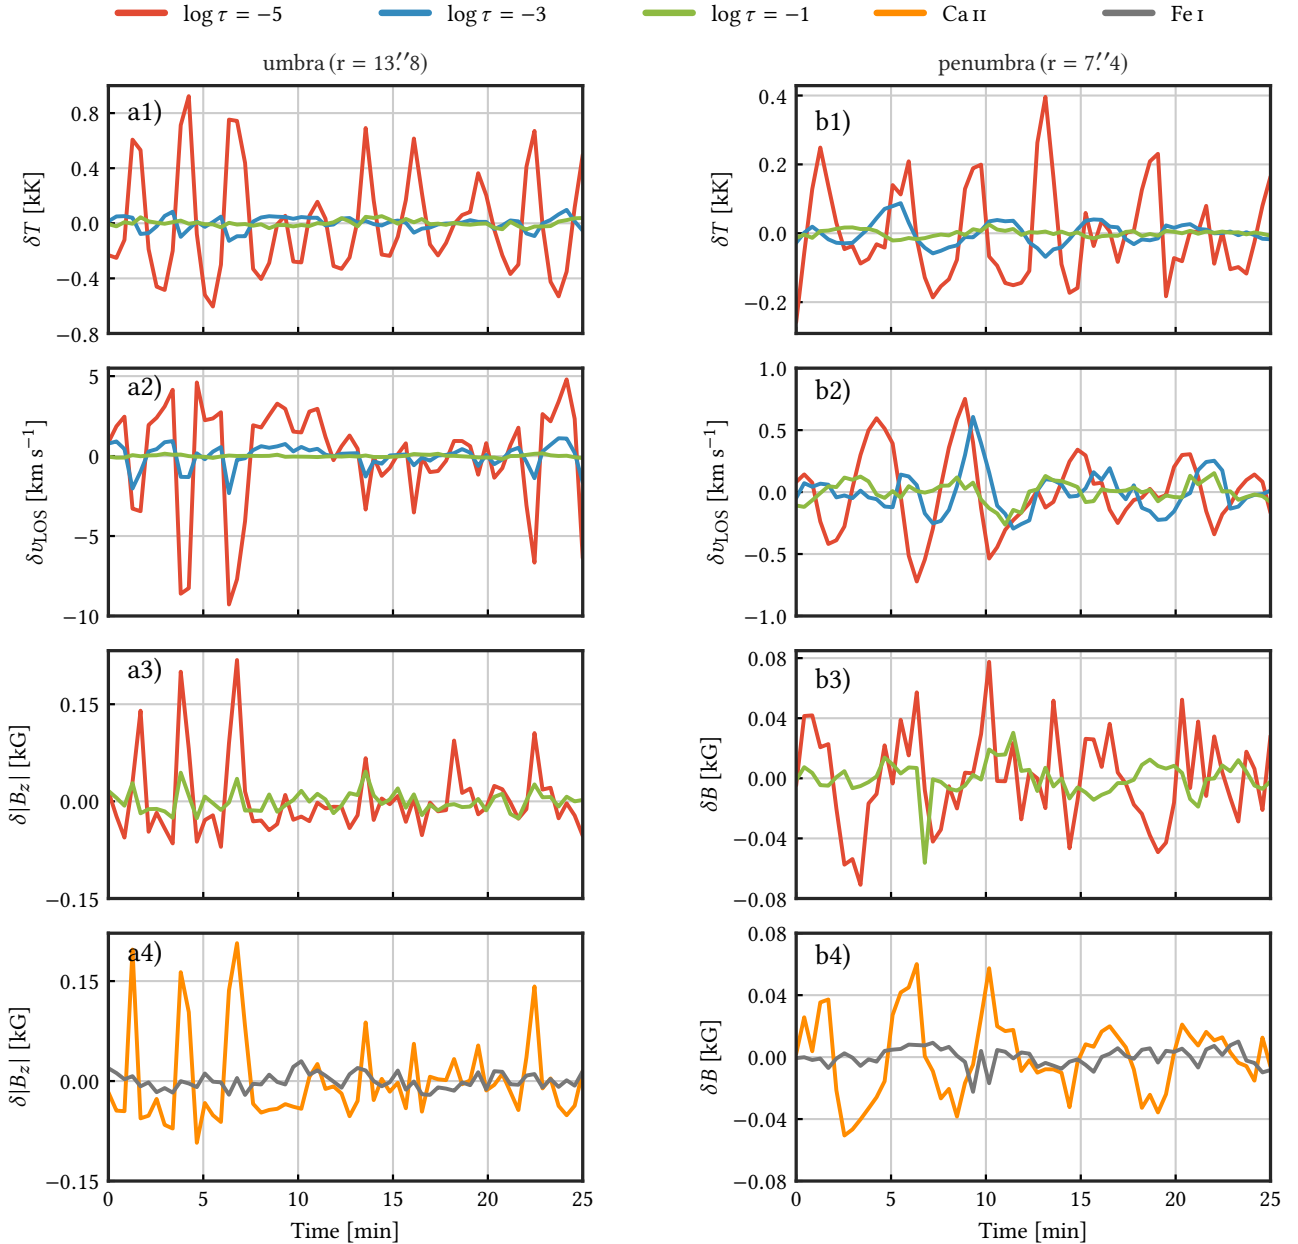 log τ = −5 log τ = −3 log τ = −1 Ca II Fe I
umbra (r = 13.″8) penumbra (r = 7.″4)
a1)
0.8
0.4
0.0
−0.4
−0.8
δT [kK]
b1)
0.4
0.2
0.0
−0.2
δT [kK]
a2)
5
0
−5
−10
δv_LOS [km s⁻¹]
b2)
1.0
0.5
0.0
−0.5
−1.0
δv_LOS [km s⁻¹]
a3)
0.15
0.00
−0.15
δ|B_z| [kG]
b3)
0.08
0.04
0.00
−0.04
−0.08
δB [kG]
a4)
0.15
0.00
−0.15
δ|B_z| [kG]
0 5 10 15 20 25
Time [min]
b4)
0.08
0.04
0.00
−0.04
−0.08
δB [kG]
0 5 10 15 20 25
Time [min]